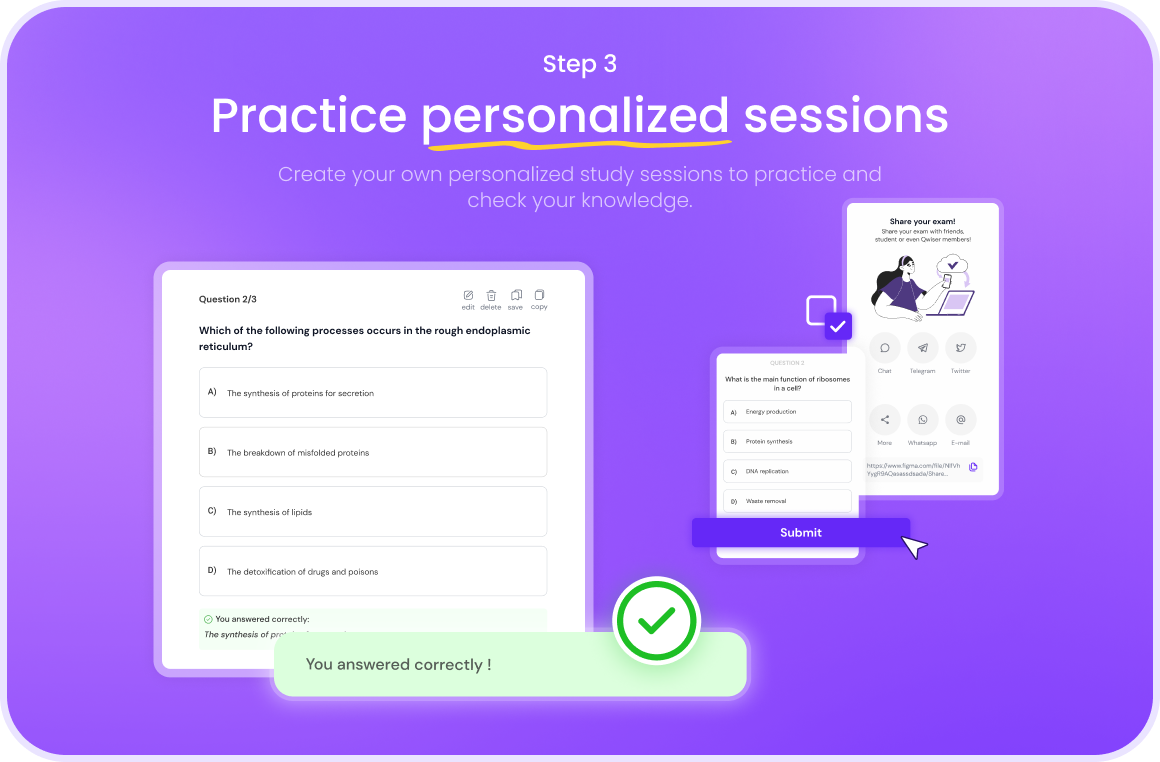 Step 3
Practice personalized sessions
Create your own personalized study sessions to practice and
check your knowledge.
Question 2/3
edit
delete
save
copy
Which of the following processes occurs in the rough endoplasmic
reticulum?
A) The synthesis of proteins for secretion
B) The breakdown of misfolded proteins
C) The synthesis of lipids
D) The detoxification of drugs and poisons
You answered correctly:
The synthesis of
You answered correctly !
QUESTION 2
What is the main function of ribosomes
in a cell?
A) Energy production
B) Protein synthesis
C) DNA replication
D) Waste removal
Submit
Share your exam!
Share your exam with friends,
student or even Qwiser members!
Chat
Telegram
Twitter
More
Whatsapp
E-mail
https://www.figma.com/file/NIfVh